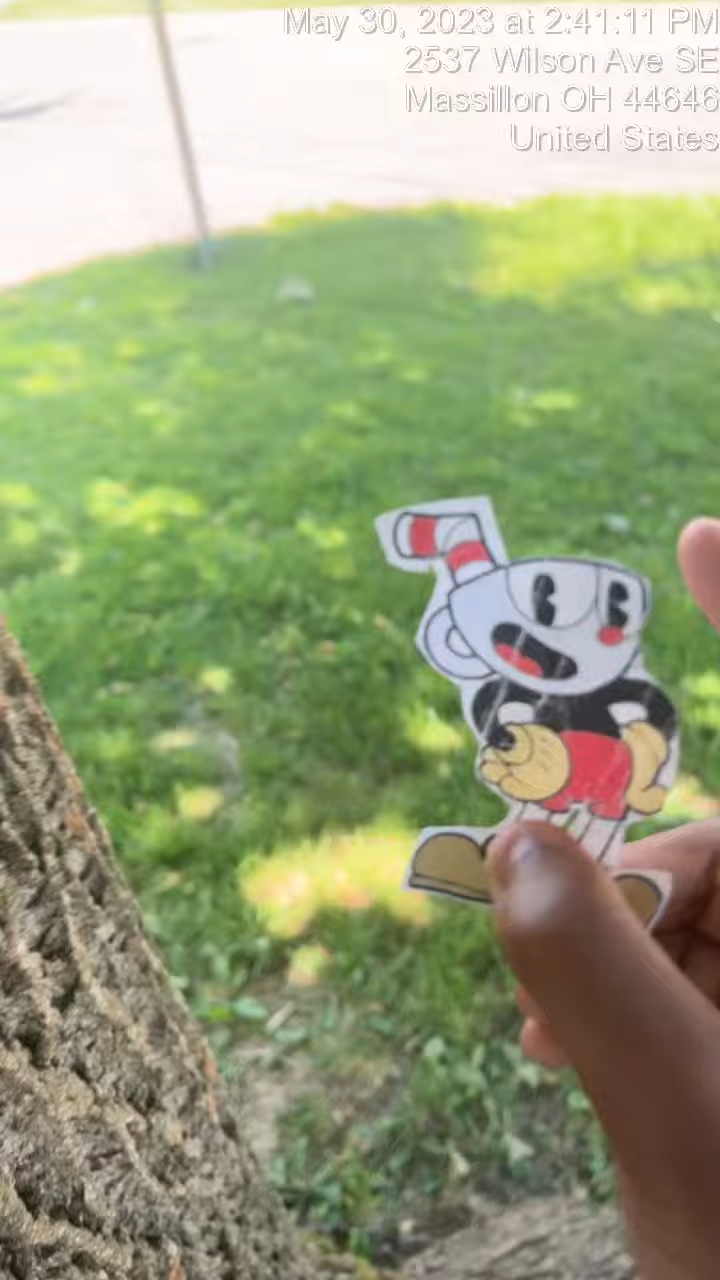 May 30, 2023 at 2:41:11 PM
2537 Wilson Ave SE
Massillon OH 44646
United States